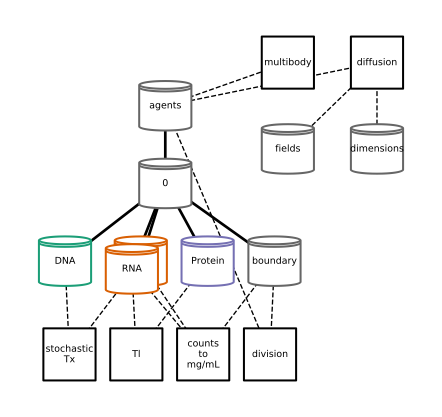 multibody
diffusion
agents
fields
dimensions
0
DNA
RNA
Protein
boundary
stochastic
Tx
Tl
counts
to
mg/mL
division